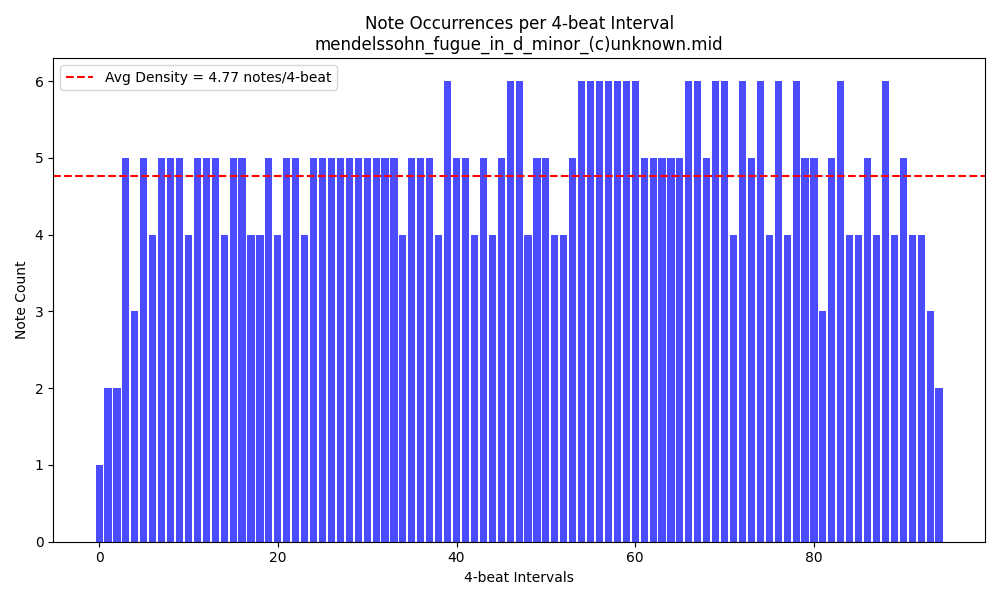 Note Occurrences per 4-beat Interval
mendelssohn_fugue_in_d_minor_(c)unknown.mid
Avg Density = 4.77 notes/4-beat
6
5
4
3
2
1
0
Note Count
0 20 40 60 80
4-beat Intervals